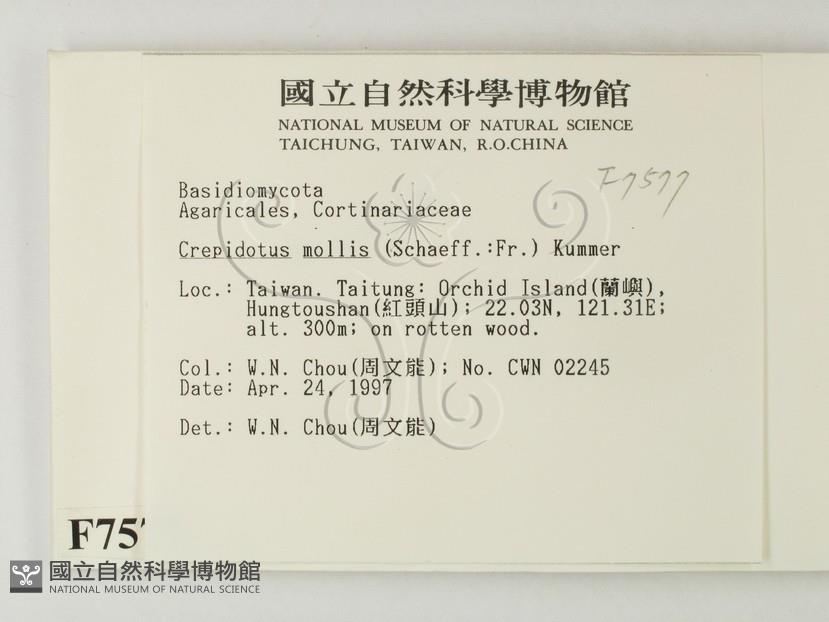 國立自然科學博物館
NATIONAL MUSEUM OF NATURAL SCIENCE
TAICHUNG, TAIWAN, R.O.CHINA
F7577
Basidiomycota
Agaricales, Cortinariaceae
Crepidotus mollis (Schaeff.:Fr.) Kummer
Loc.: Taiwan. Taitung: Orchid Island(蘭嶼),
Hungtoushan(紅頭山); 22.03N, 121.31E;
alt. 300m; on rotten wood.
Col.: W.N. Chou(周文能); No. CWN 02245
Date: Apr. 24, 1997
Det.: W.N. Chou(周文能)
F757
國立自然科學博物館
NATIONAL MUSEUM OF NATURAL SCIENCE